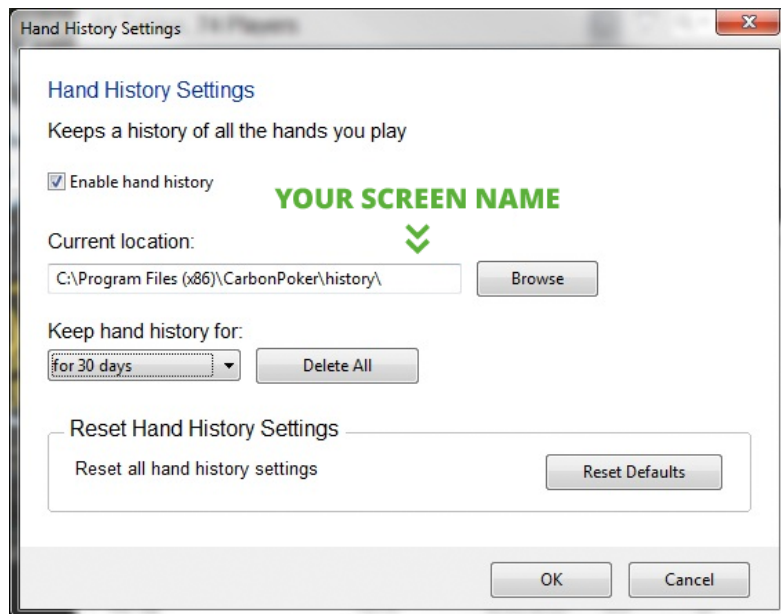 Hand History Settings
74 Players
Hand History Settings
Keeps a history of all the hands you play
Enable hand history
YOUR SCREEN NAME
Current location:
C:\Program Files (x86)\CarbonPoker\history\
Browse
Keep hand history for:
for 30 days
Delete All
Reset Hand History Settings
Reset all hand history settings
Reset Defaults
OK
Cancel